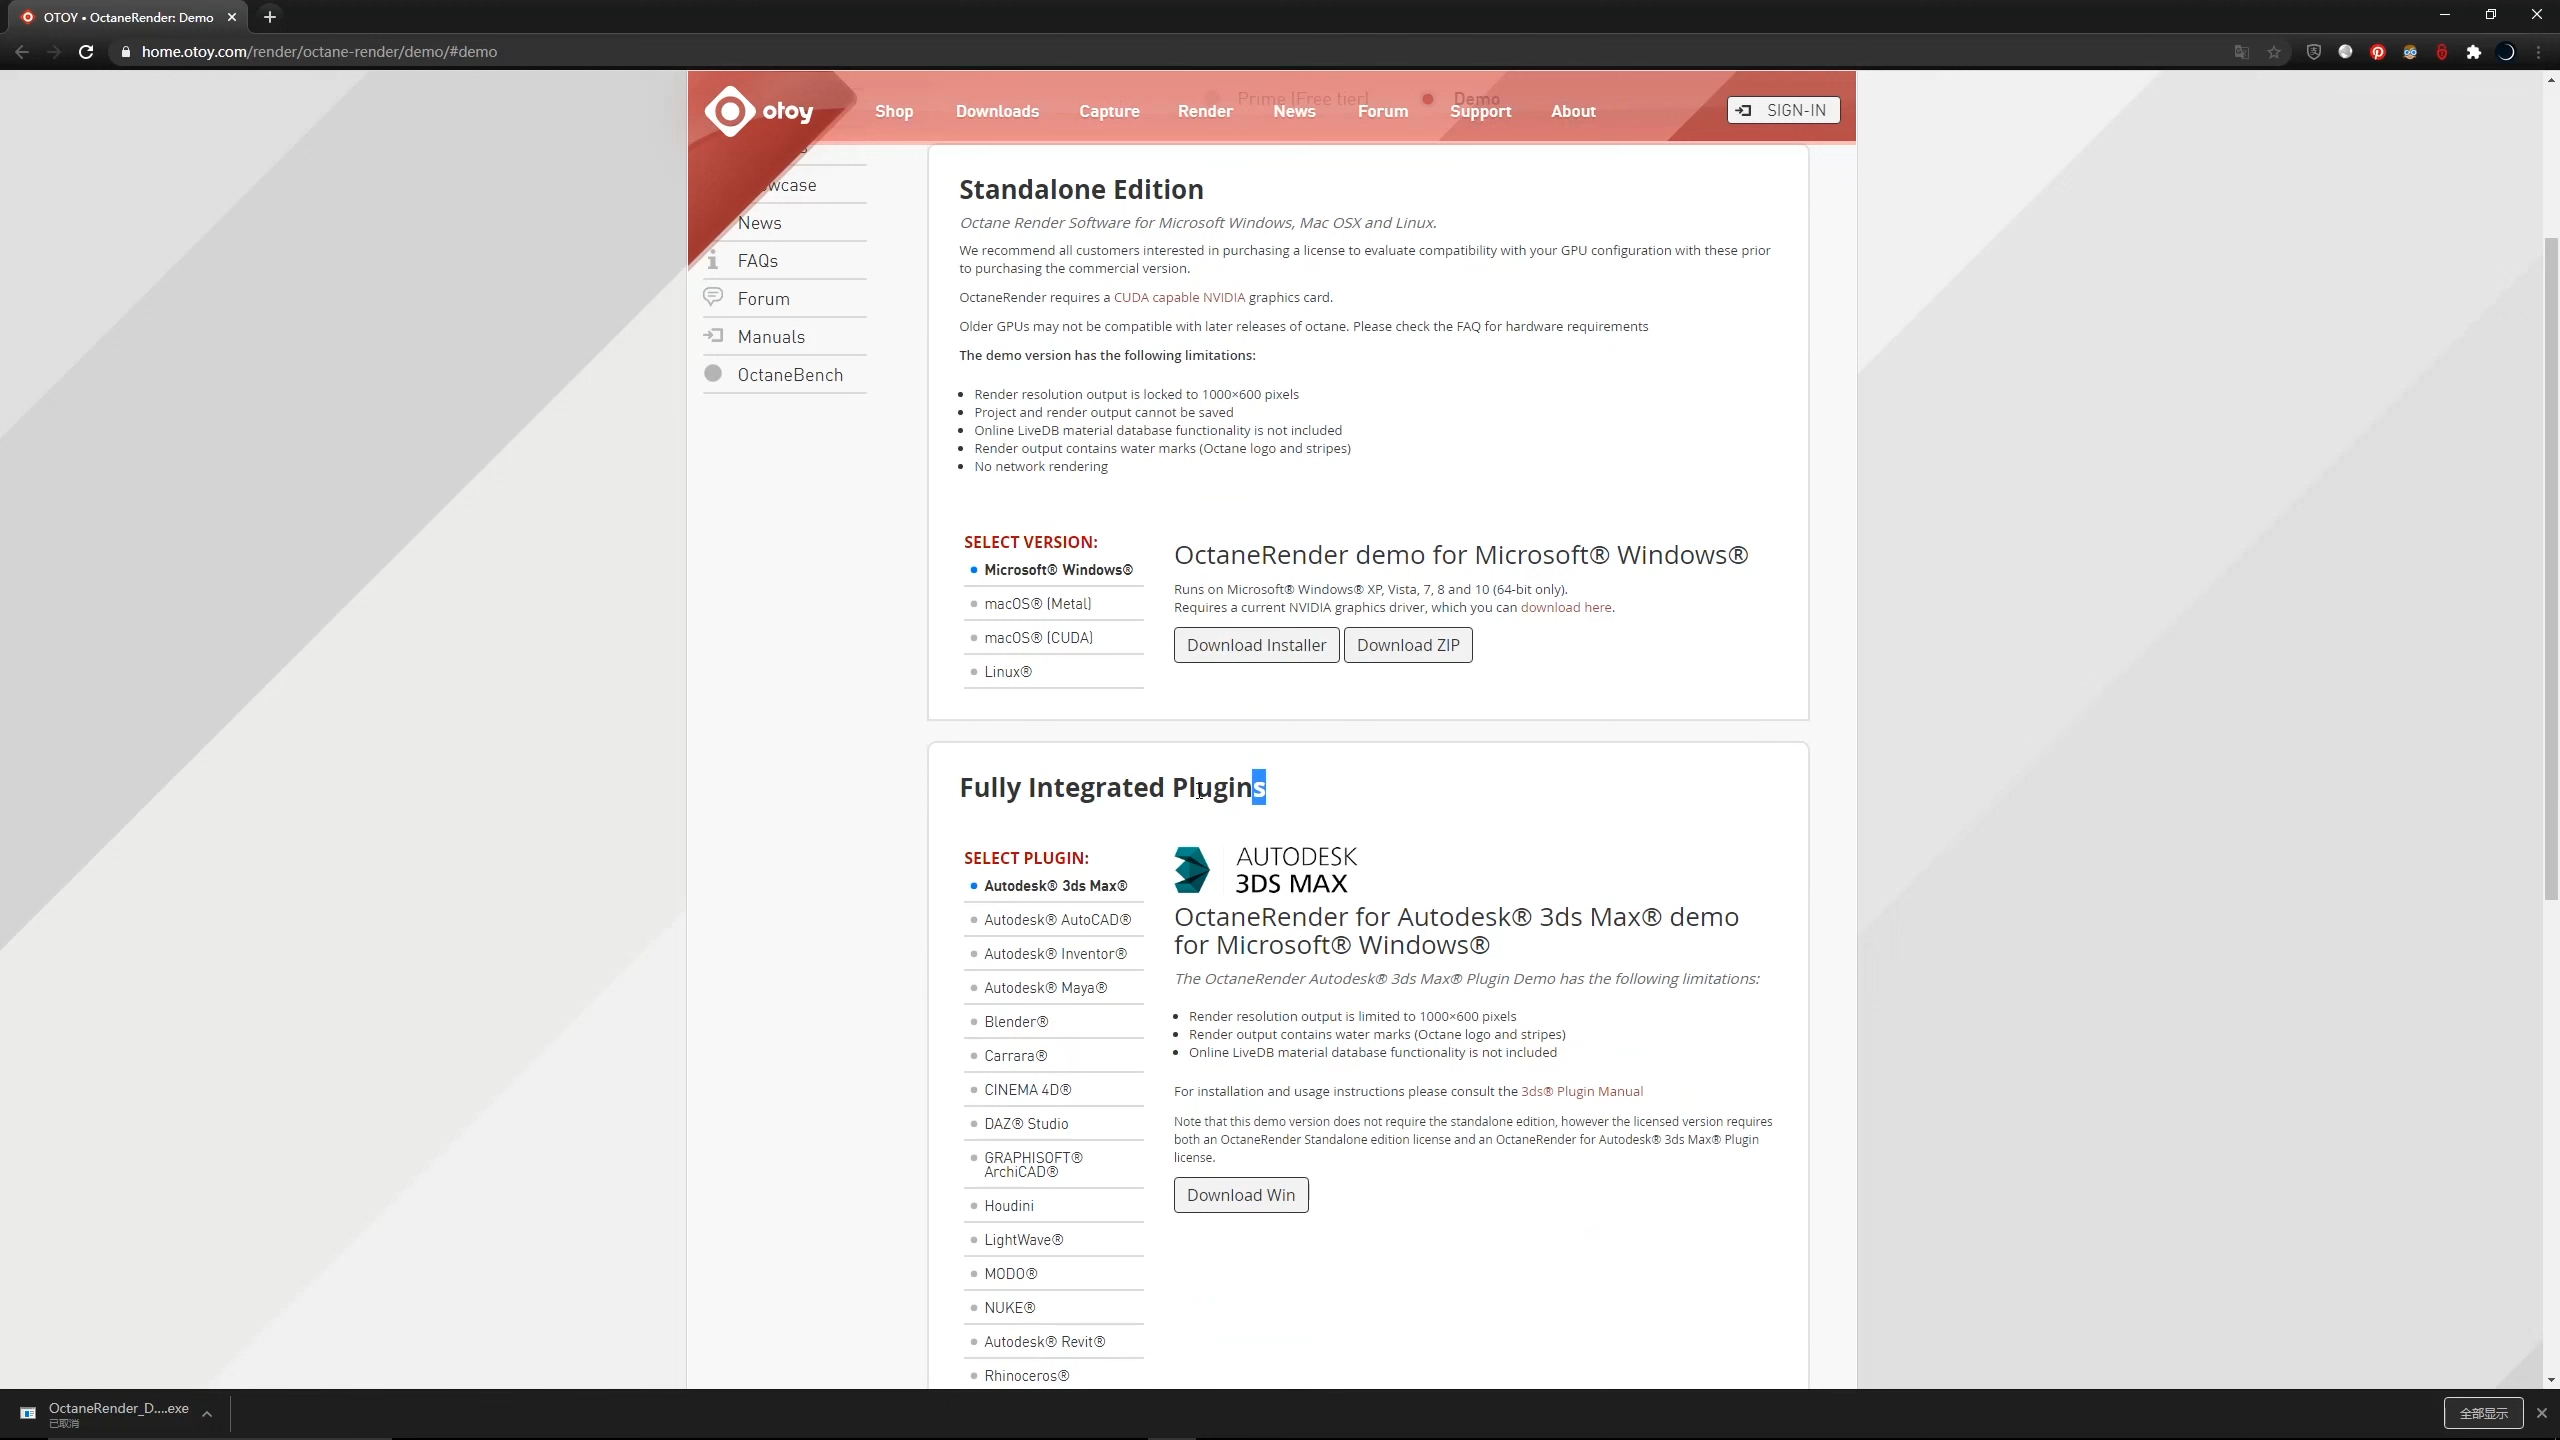 OTOY • OctaneRender: Demo
home.otoy.com/render/octane-render/demo/#demo
Prime [Free tier]
Demo
otoy
Shop
Downloads
Capture
Render
News
Forum
Support
About
SIGN-IN
wcase
News
FAQs
Forum
Manuals
OctaneBench
Standalone Edition
Octane Render Software for Microsoft Windows, Mac OSX and Linux.
We recommend all customers interested in purchasing a license to evaluate compatibility with your GPU configuration with these prior
to purchasing the commercial version.
OctaneRender requires a CUDA capable NVIDIA graphics card.
Older GPUs may not be compatible with later releases of octane. Please check the FAQ for hardware requirements
The demo version has the following limitations:
Render resolution output is locked to 1000×600 pixels
Project and render output cannot be saved
Online LiveDB material database functionality is not included
Render output contains water marks (Octane logo and stripes)
No network rendering
SELECT VERSION:
Microsoft® Windows®
macOS® (Metal)
macOS® (CUDA)
Linux®
OctaneRender demo for Microsoft® Windows®
Runs on Microsoft® Windows® XP, Vista, 7, 8 and 10 (64-bit only).
Requires a current NVIDIA graphics driver, which you can download here.
Download Installer
Download ZIP
Fully Integrated Plugins
SELECT PLUGIN:
Autodesk® 3ds Max®
Autodesk® AutoCAD®
Autodesk® Inventor®
Autodesk® Maya®
Blender®
Carrara®
CINEMA 4D®
DAZ® Studio
GRAPHISOFT®
ArchiCAD®
Houdini
LightWave®
MODO®
NUKE®
Autodesk® Revit®
Rhinoceros®
AUTODESK
3DS MAX
OctaneRender for Autodesk® 3ds Max® demo
for Microsoft® Windows®
The OctaneRender Autodesk® 3ds Max® Plugin Demo has the following limitations:
Render resolution output is limited to 1000×600 pixels
Render output contains water marks (Octane logo and stripes)
Online LiveDB material database functionality is not included
For installation and usage instructions please consult the 3ds® Plugin Manual
Note that this demo version does not require the standalone edition, however the licensed version requires
both an OctaneRender Standalone edition license and an OctaneRender for Autodesk® 3ds Max® Plugin
license.
Download Win
OctaneRender_D....exe
已取消
全部显示